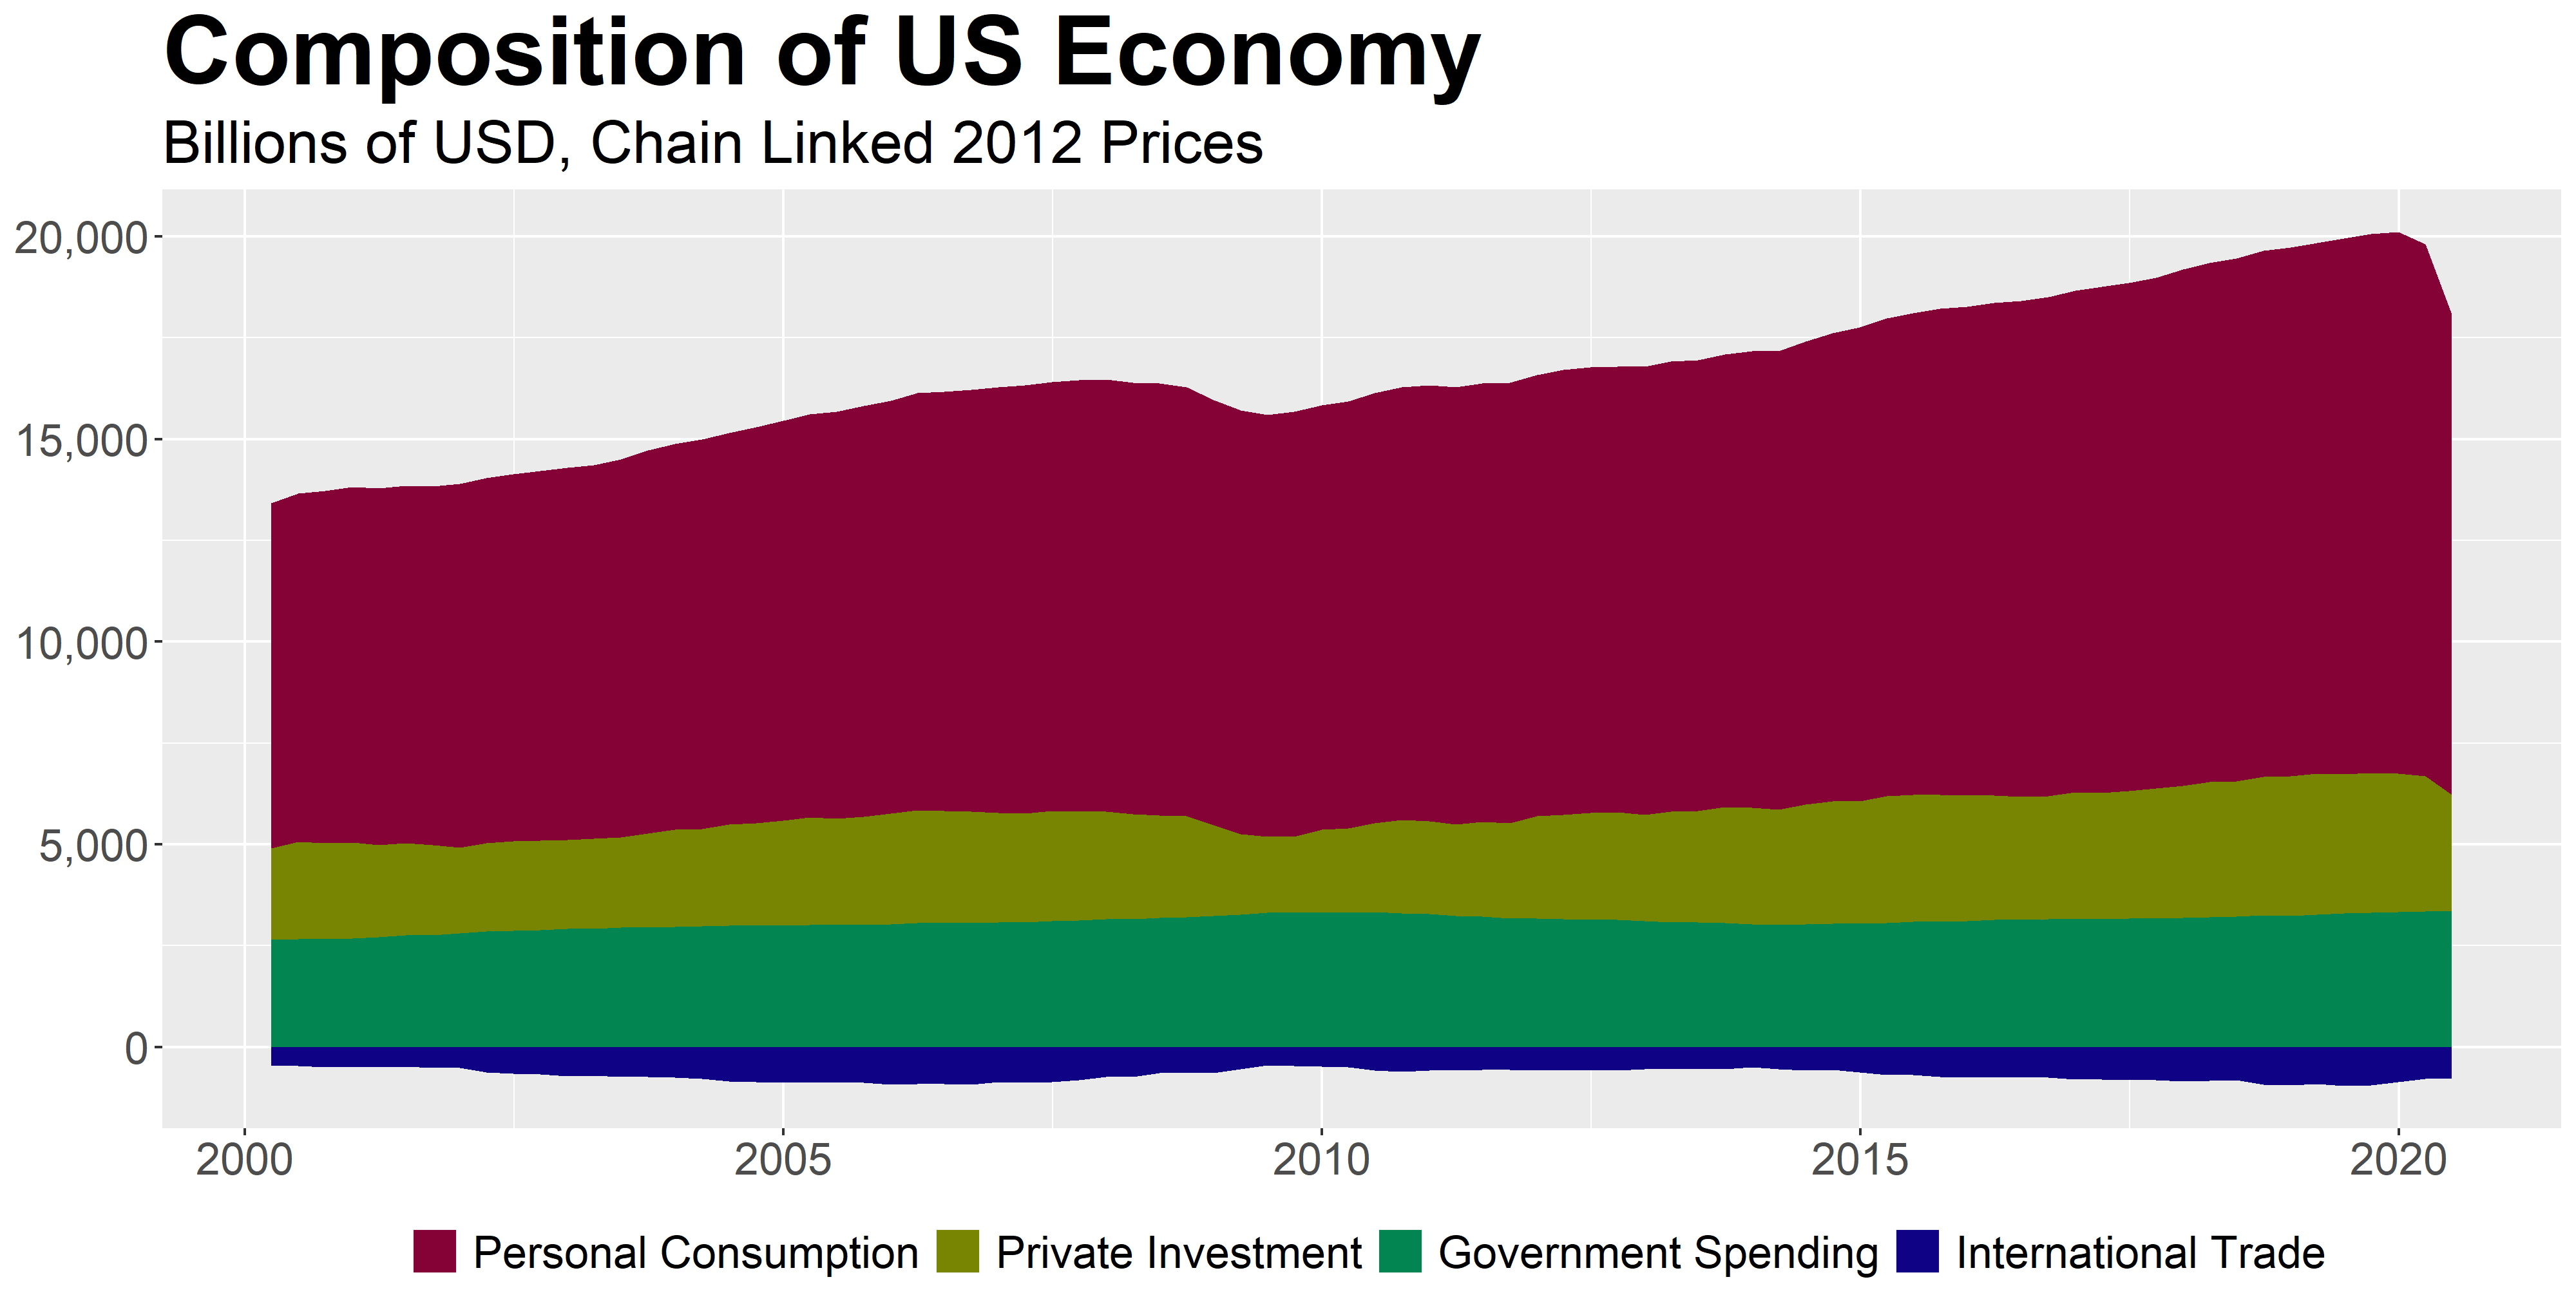 Composition of US Economy
Billions of USD, Chain Linked 2012 Prices
20,000
15,000
10,000
5,000
0
2000 2005 2010 2015 2020
Personal Consumption Private Investment Government Spending International Trade